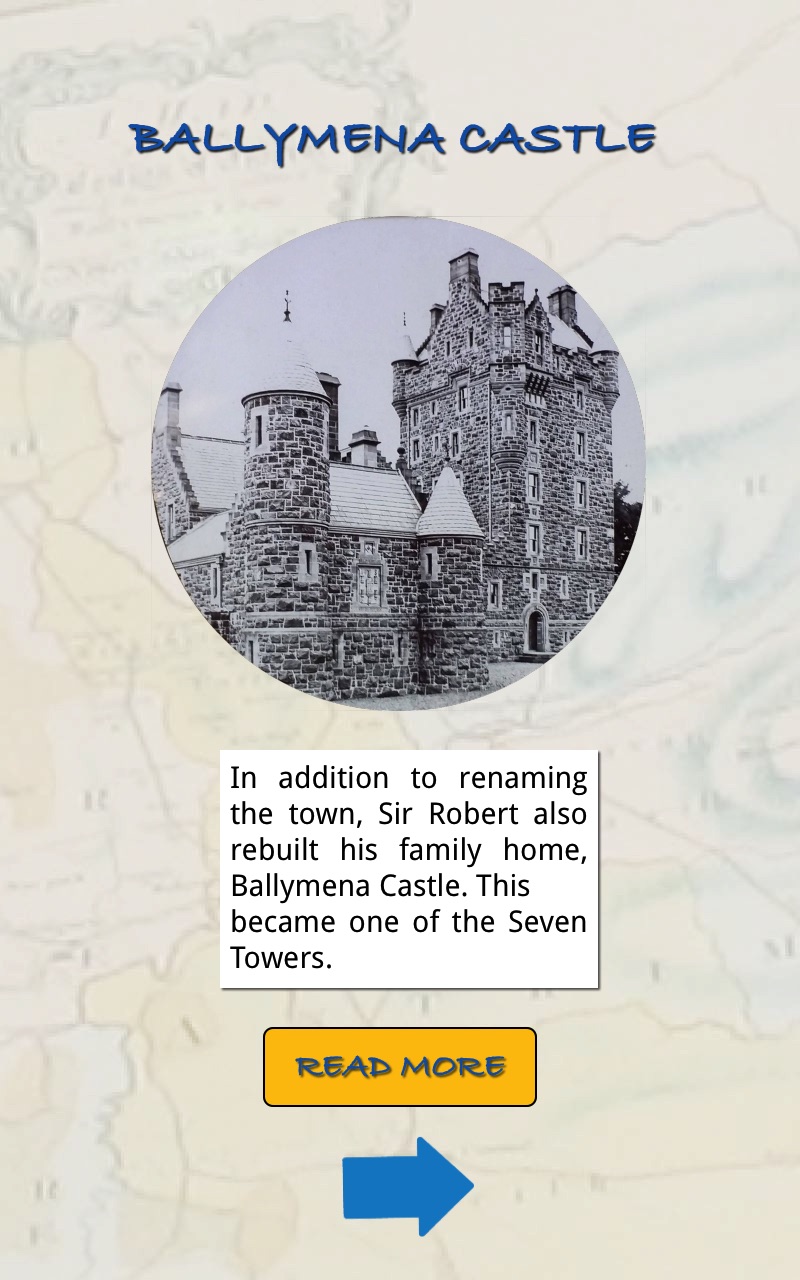 BALLYMENA CASTLE
In addition to renaming
the town, Sir Robert also
rebuilt his family home,
Ballymena Castle. This
became one of the Seven
Towers.
READ MORE